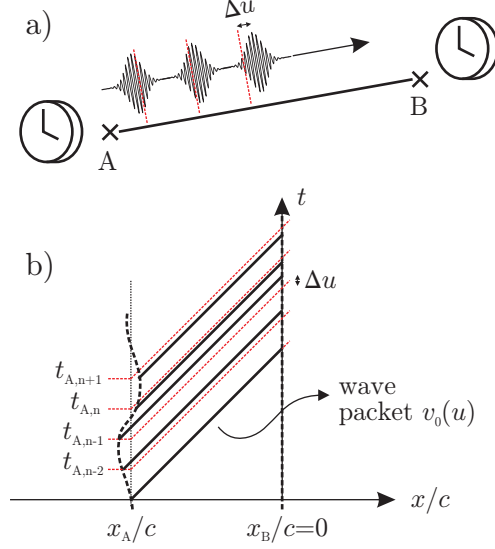 a)
Δu
A
B
t
b)
Δu
t_A,n+1
t_A,n
t_A,n-1
t_A,n-2
wave
packet v_0(u)
x/c
x_A/c
x_B/c=0